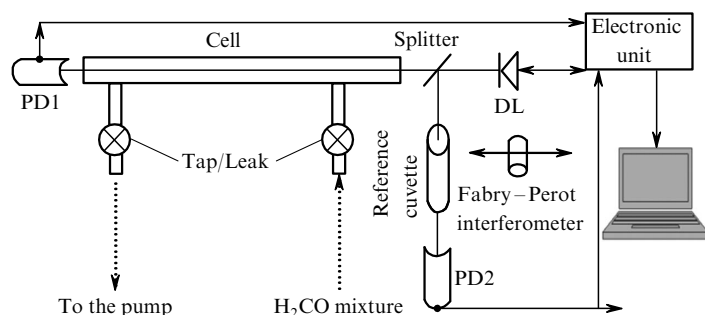 Cell
Splitter
Electronic
unit
PD1
DL
Tap/Leak
Reference
cuvette
Fabry – Perot
interferometer
PD2
To the pump
H₂CO mixture